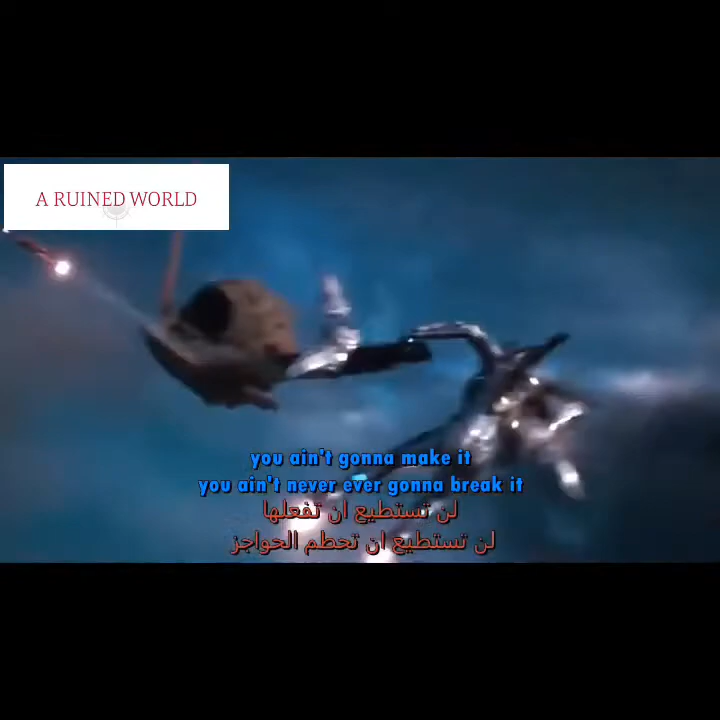 A RUINED WORLD
you ain't gonna make it
you ain't never ever gonna break it
لن تستطيع ان تفعلها
لن تستطيع ان تحطم الحواجز